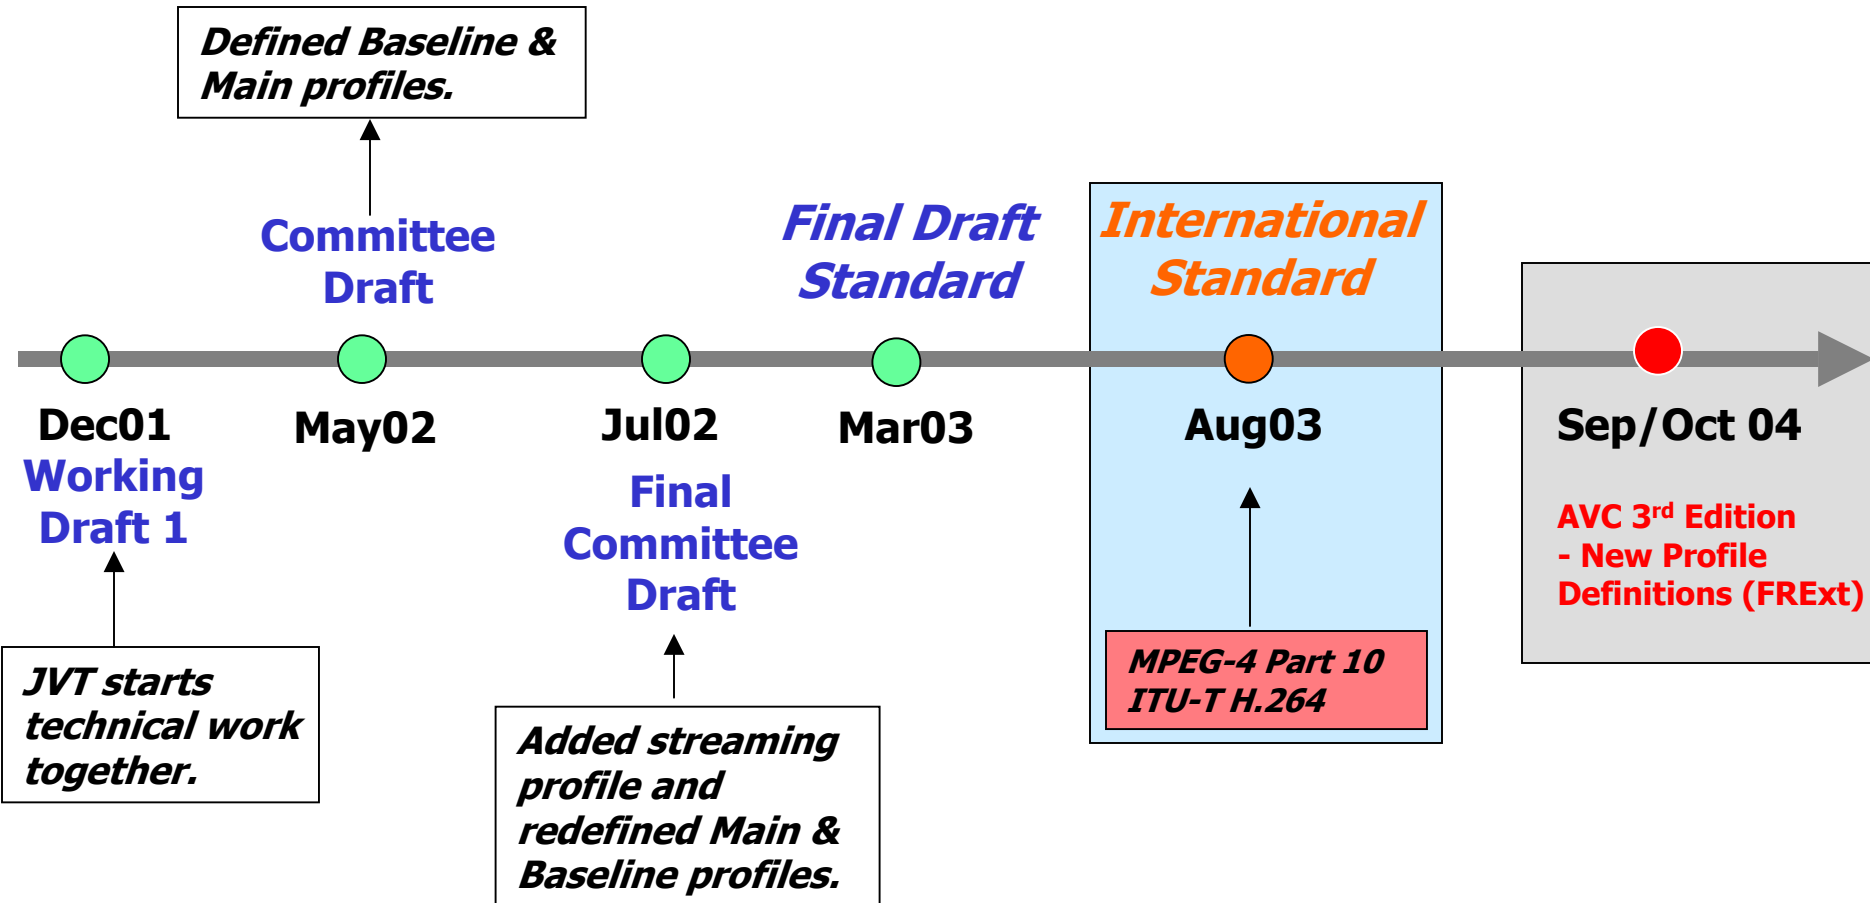 Defined Baseline &
Main profiles.
Committee
Draft
Final Draft
Standard
International
Standard
Dec01
May02
Jul02
Mar03
Aug03
Sep/Oct 04
Working
Draft 1
Final
Committee
Draft
AVC 3rd Edition
- New Profile
Definitions (FRExt)
JVT starts
technical work
together.
Added streaming
profile and
redefined Main &
Baseline profiles.
MPEG-4 Part 10
ITU-T H.264